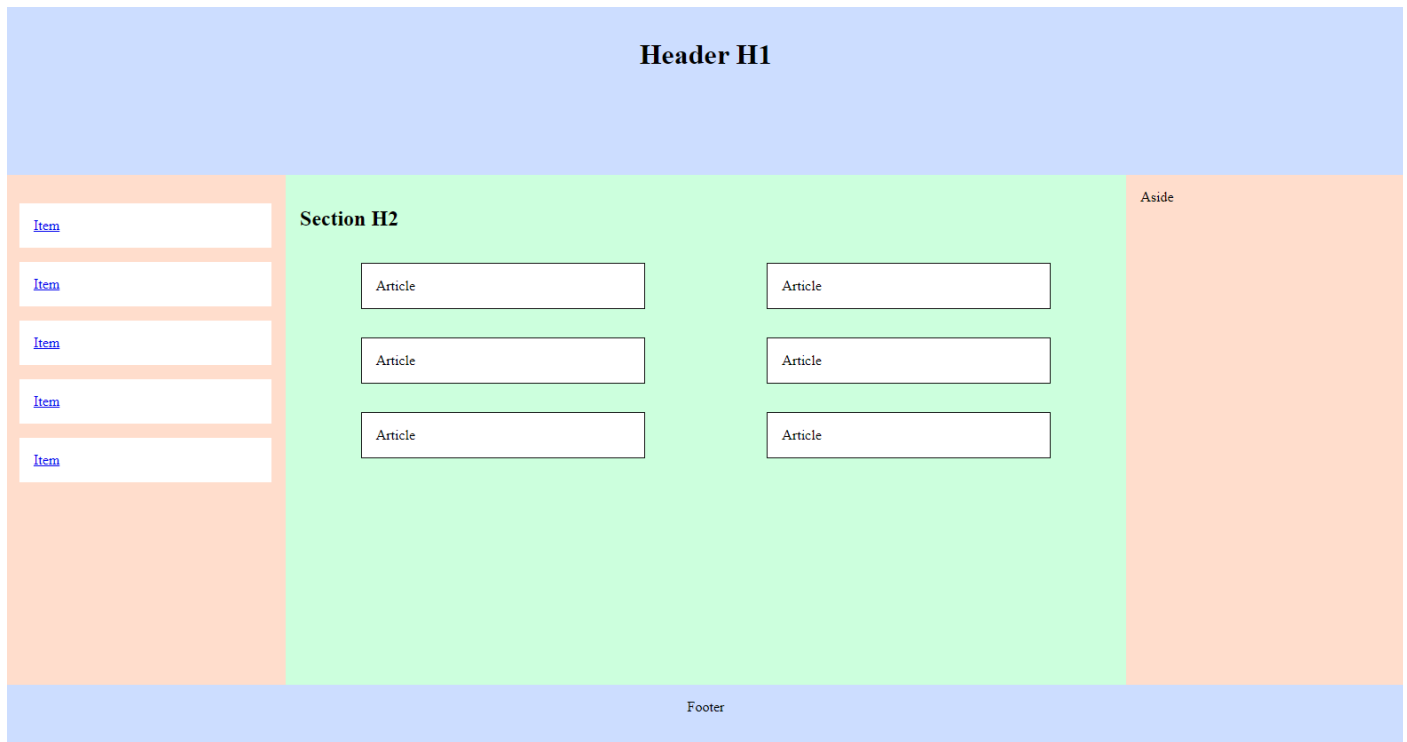 Header H1
Item
Item
Item
Item
Item
Section H2
Article
Article
Article
Article
Article
Article
Aside
Footer